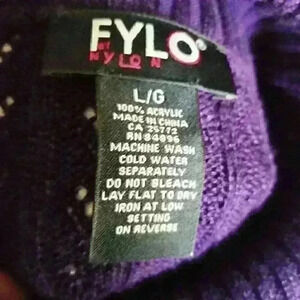 FYLO®
BY
NYLON
L/G
100% ACRYLIC
MADE IN CHINA
CA 25772
RN 84896
MACHINE WASH
COLD WATER
SEPARATELY
DO NOT BLEACH
LAY FLAT TO DRY
IRON AT LOW
SETTING
ON REVERSE